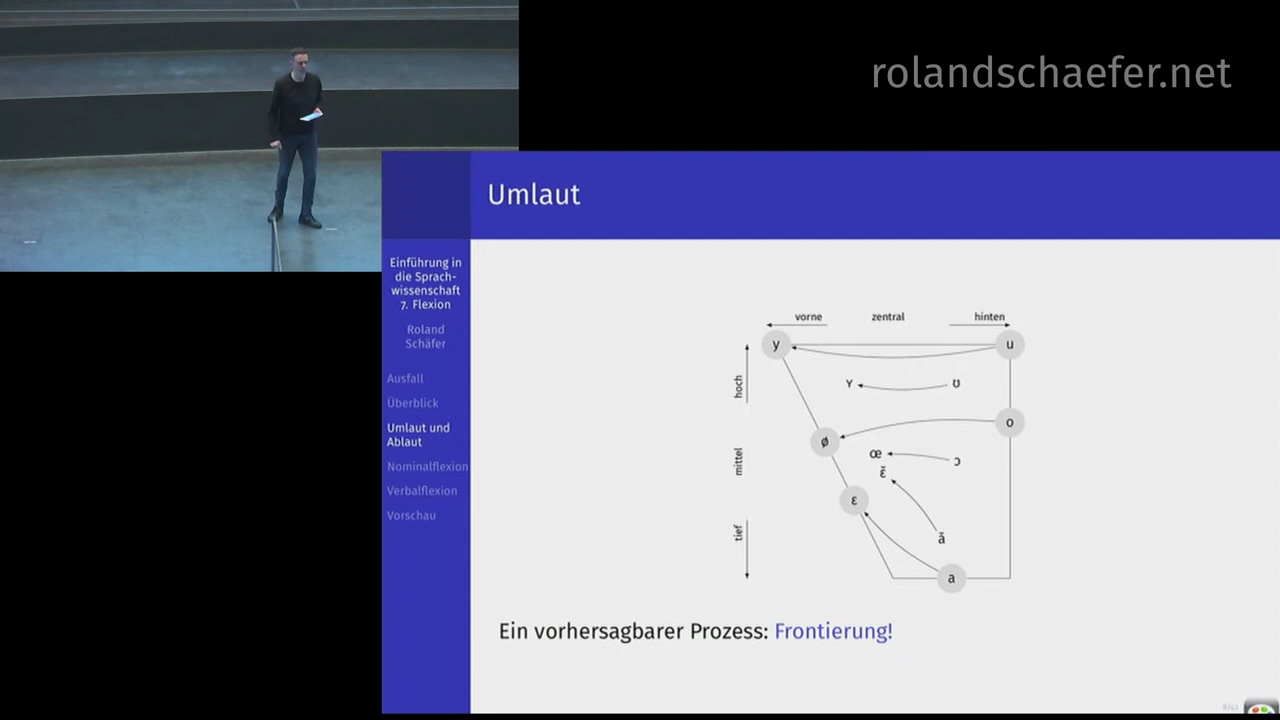 rolandschaefer.net
Umlaut
Einführung in
die Sprach-
wissenschaft
7. Flexion
Roland
Schäfer
Ausfall
Überblick
Umlaut und
Ablaut
Nominalflexion
Verbalflexion
Vorschau
vorne zentral hinten
hoch
mittel
tief
y u
ʏ ʊ
o
ø
œ ɔ
ɛ̆
ɛ
ă
a
Ein vorhersagbarer Prozess: Frontierung!